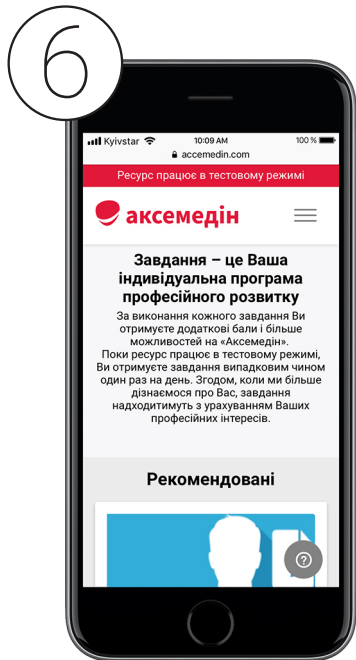 6
Kyivstar 10:09 AM 100 %
accemedin.com
Ресурс працює в тестовому режимі
аксемедін
Завдання – це Ваша
індивідуальна програма
професійного розвитку
За виконання кожного завдання Ви
отримуєте додаткові бали і більше
можливостей на «Аксемедін».
Поки ресурс працює в тестовому режимі,
Ви отримуєте завдання випадковим чином
один раз на день. Згодом, коли ми більше
дізнаємося про Вас, завдання
надходитимуть з урахуванням Ваших
професійних інтересів.
Рекомендовані
?